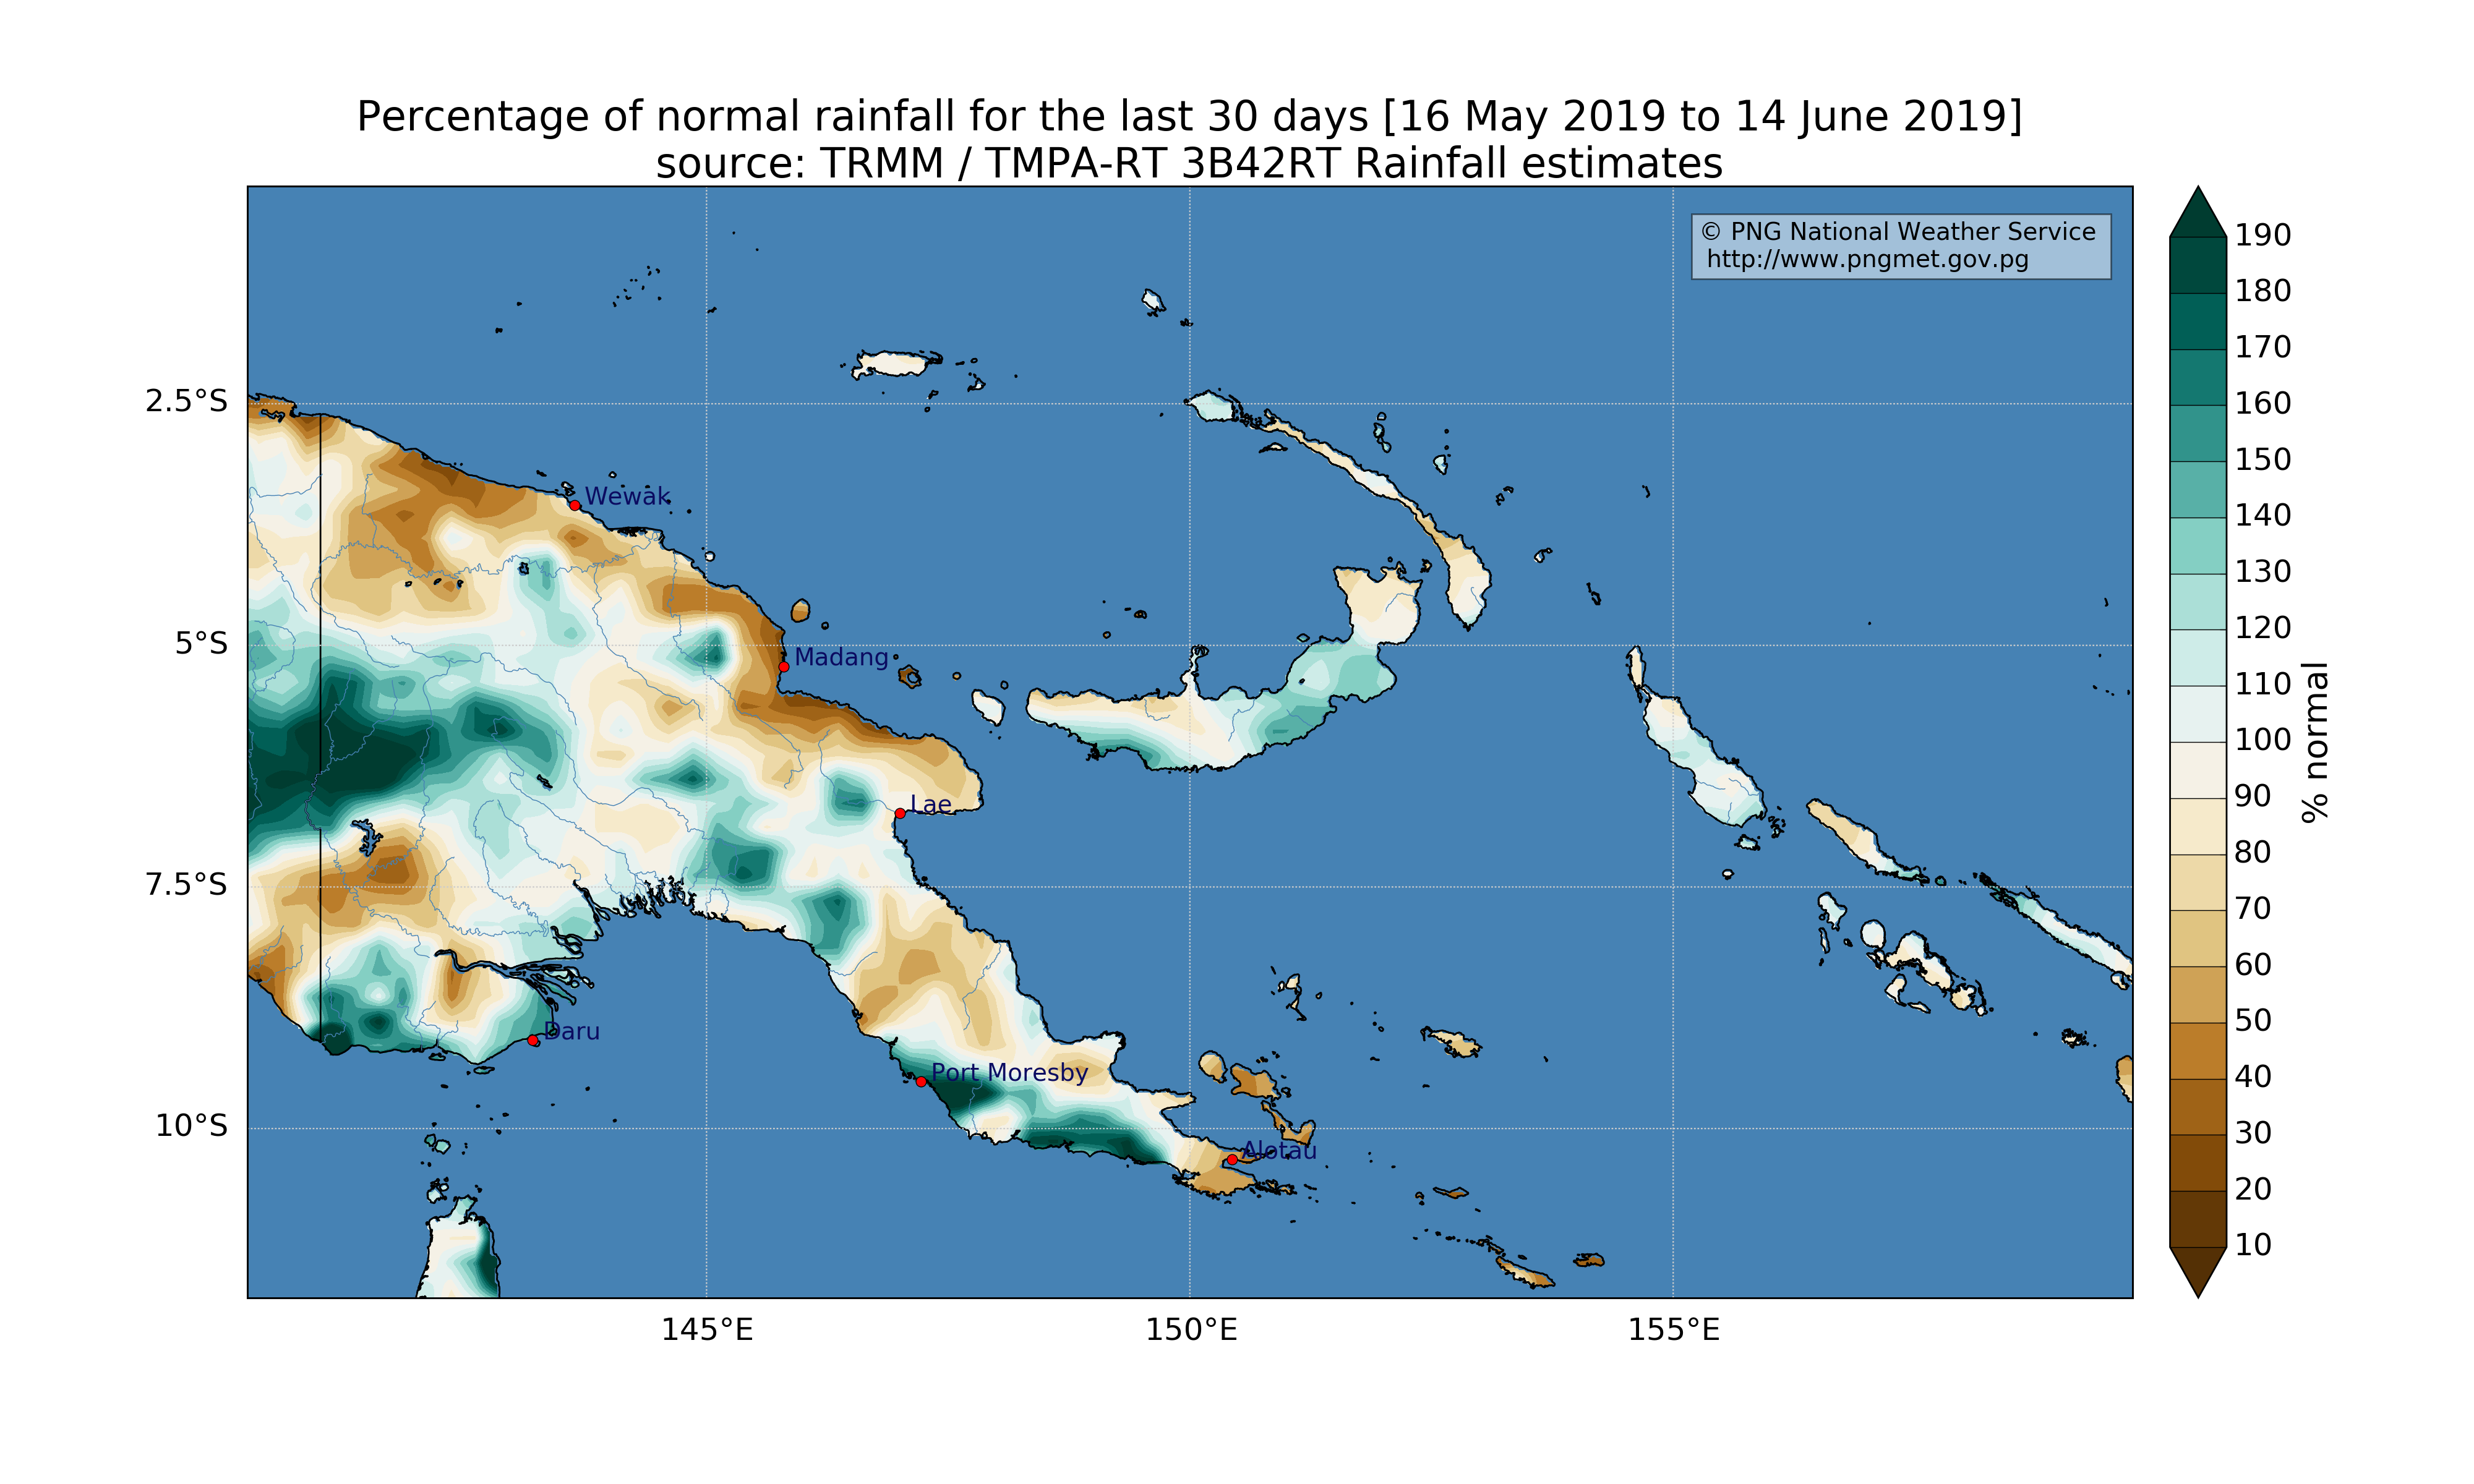 Percentage of normal rainfall for the last 30 days [16 May 2019 to 14 June 2019]
source: TRMM / TMPA-RT 3B42RT Rainfall estimates
© PNG National Weather Service
http://www.pngmet.gov.pg
2.5°S
5°S
7.5°S
10°S
Wewak
Madang
Lae
Daru
Port Moresby
Alotau
145°E
150°E
155°E
190
180
170
160
150
140
130
120
110
100
90
80
70
60
50
40
30
20
10
% normal